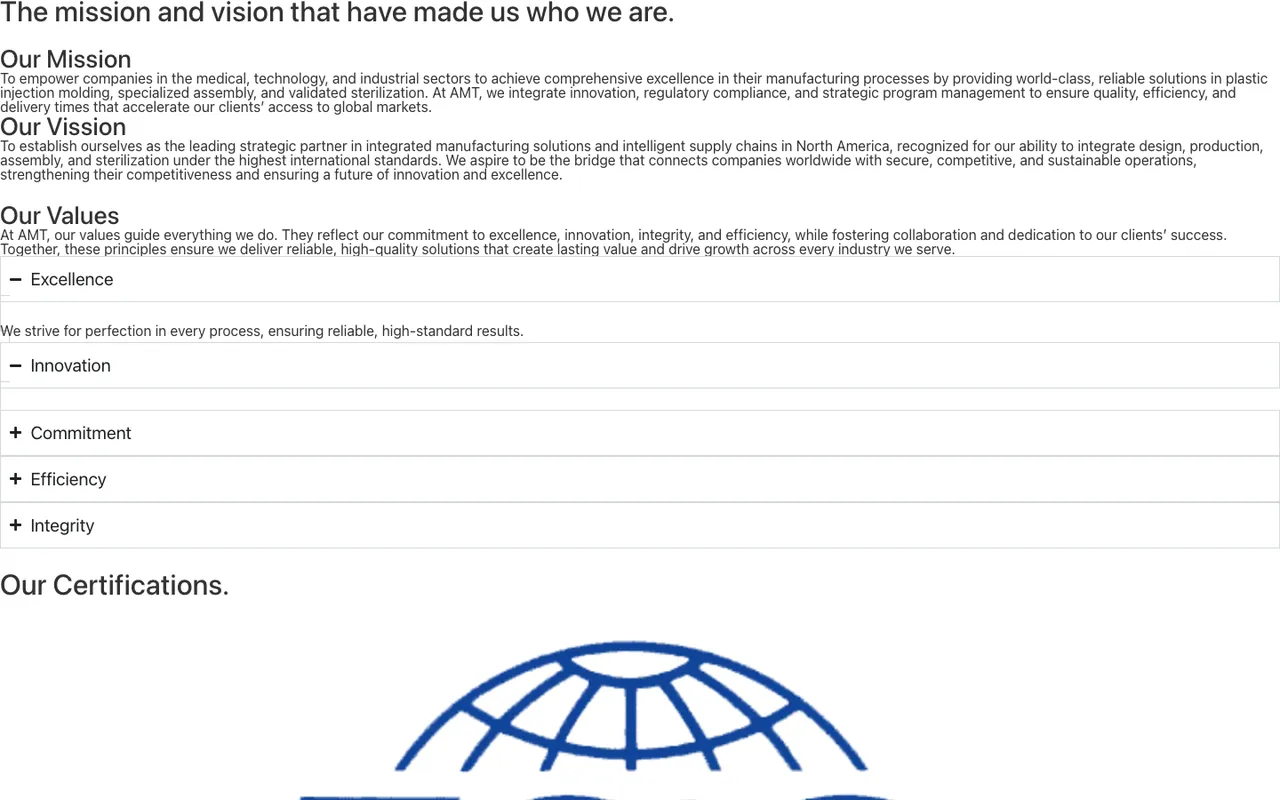 The mission and vision that have made us who we are.
Our Mission
To empower companies in the medical, technology, and industrial sectors to achieve comprehensive excellence in their manufacturing processes by providing world-class, reliable solutions in plastic
injection molding, specialized assembly, and validated sterilization. At AMT, we integrate innovation, regulatory compliance, and strategic program management to ensure quality, efficiency, and
delivery times that accelerate our clients’ access to global markets.
Our Vission
To establish ourselves as the leading strategic partner in integrated manufacturing solutions and intelligent supply chains in North America, recognized for our ability to integrate design, production,
assembly, and sterilization under the highest international standards. We aspire to be the bridge that connects companies worldwide with secure, competitive, and sustainable operations,
strengthening their competitiveness and ensuring a future of innovation and excellence.
Our Values
At AMT, our values guide everything we do. They reflect our commitment to excellence, innovation, integrity, and efficiency, while fostering collaboration and dedication to our clients’ success.
Together, these principles ensure we deliver reliable, high-quality solutions that create lasting value and drive growth across every industry we serve.
Excellence
We strive for perfection in every process, ensuring reliable, high-standard results.
Innovation
Commitment
Efficiency
Integrity
Our Certifications.